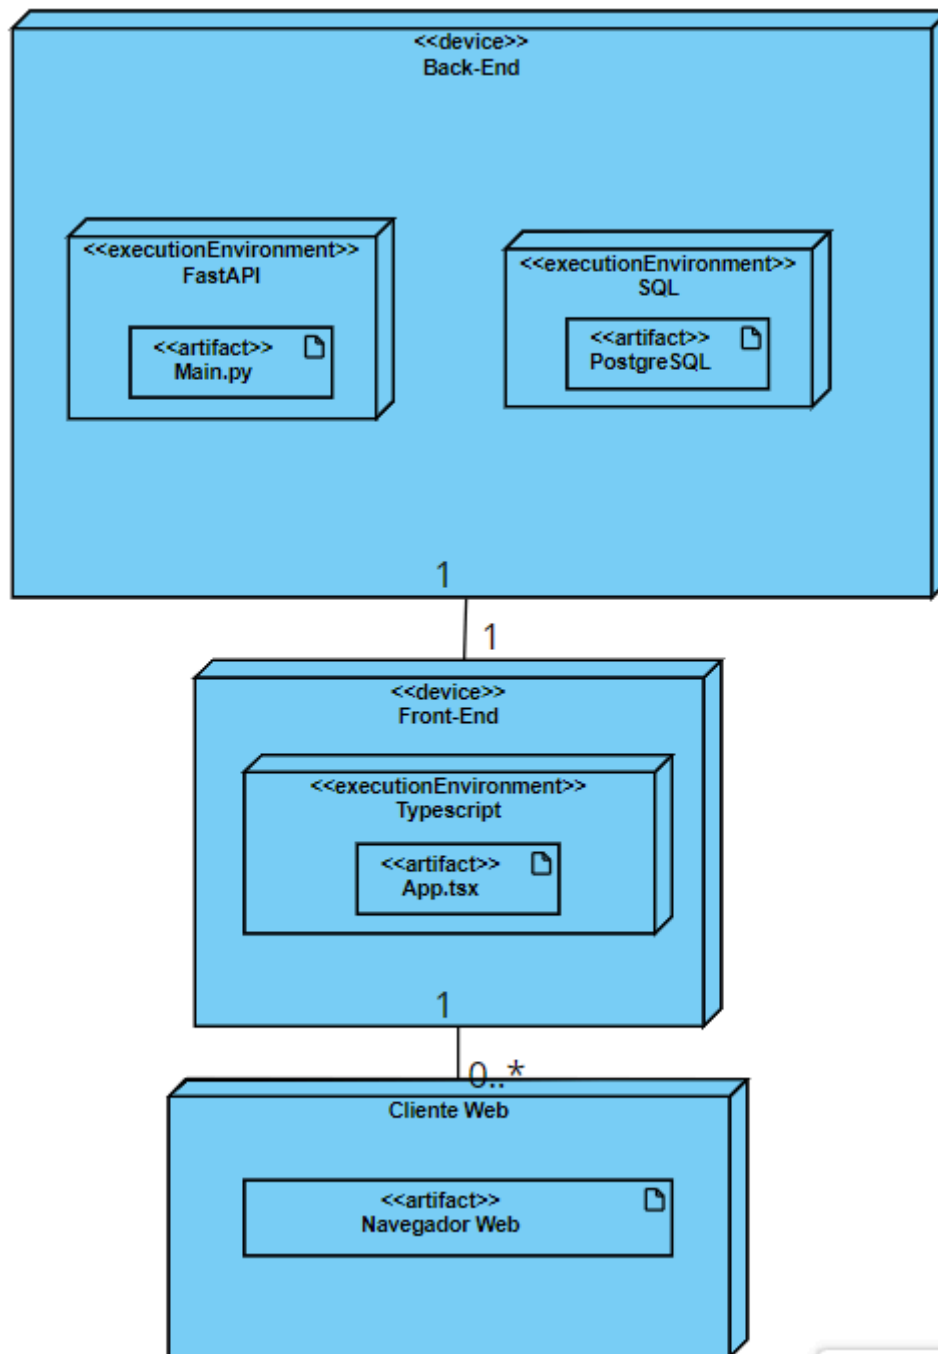 <<device>>
Back-End
<<executionEnvironment>>
FastAPI
<<artifact>>
Main.py
<<executionEnvironment>>
SQL
<<artifact>>
PostgreSQL
1
1
<<device>>
Front-End
<<executionEnvironment>>
Typescript
<<artifact>>
App.tsx
1
0..*
Cliente Web
<<artifact>>
Navegador Web